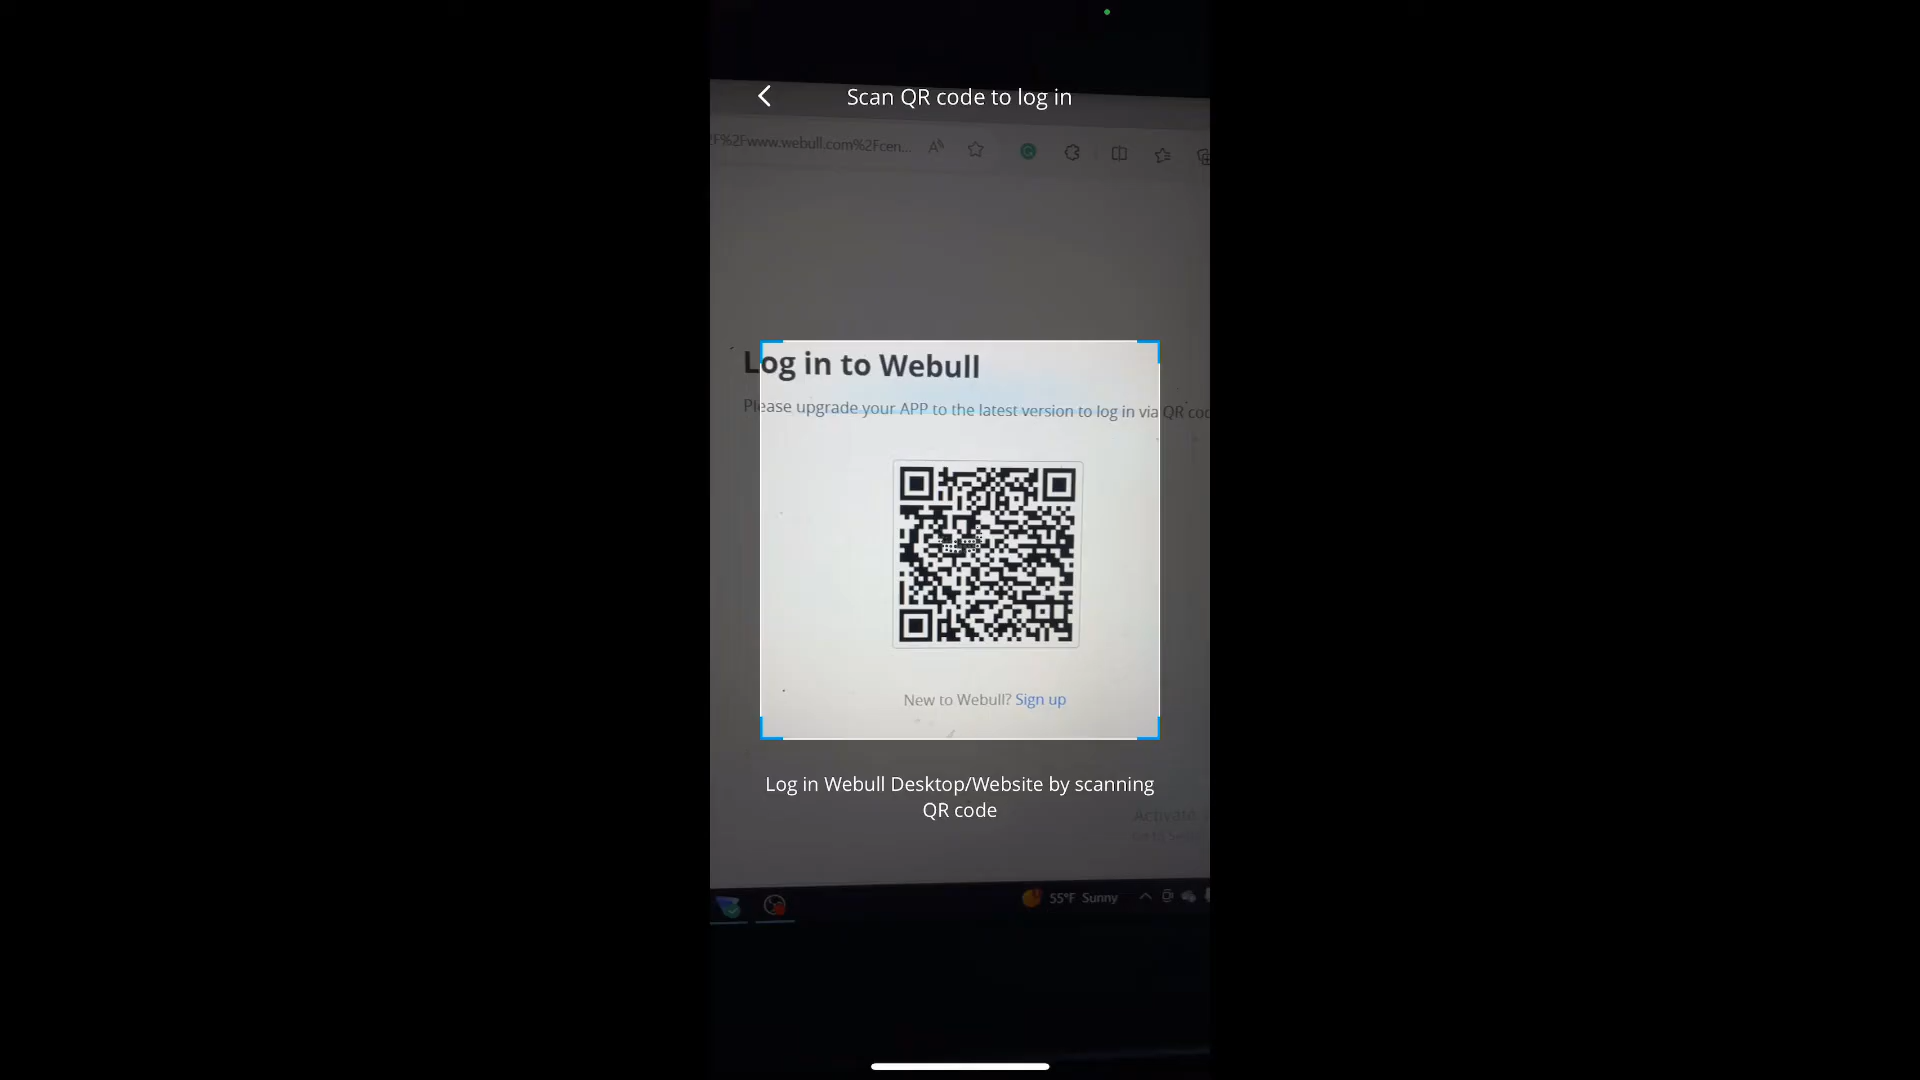 Scan QR code to log in
F%2Fwww.webull.com%2Fcen...
Log in to Webull
Please upgrade your APP to the latest version to log in via QR
New to Webull? Sign up
Log in Webull Desktop/Website by scanning
QR code
Activate
55°F Sunny